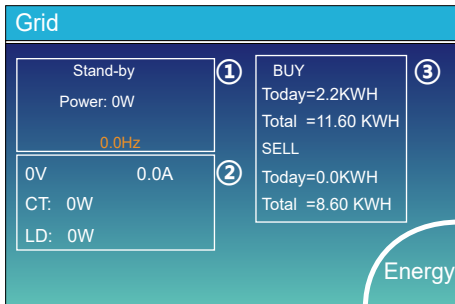 Grid
Stand-by
Power: 0W
0.0Hz
①
0V 0.0A
CT: 0W
LD: 0W
②
BUY
Today=2.2KWH
Total =11.60 KWH
SELL
Today=0.0KWH
Total =8.60 KWH
③
Energy